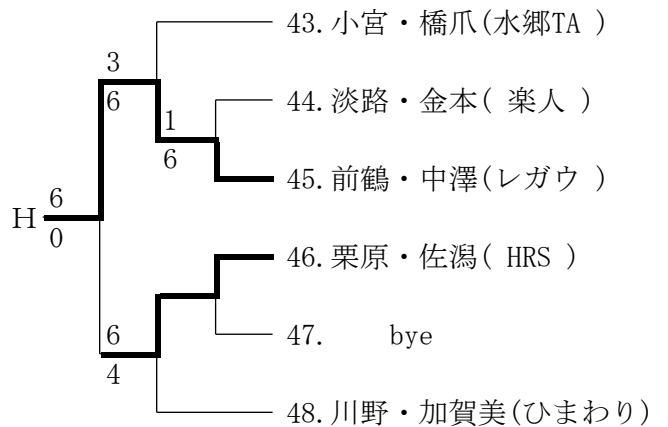 43. 小宮・橋爪(水郷TA )
3
6
44. 淡路・金本( 楽人 )
1
6
45. 前鶴・中澤(レガウ )
H
6
0
46. 栗原・佐潟( HRS )
47. bye
6
4
48. 川野・加賀美(ひまわり)